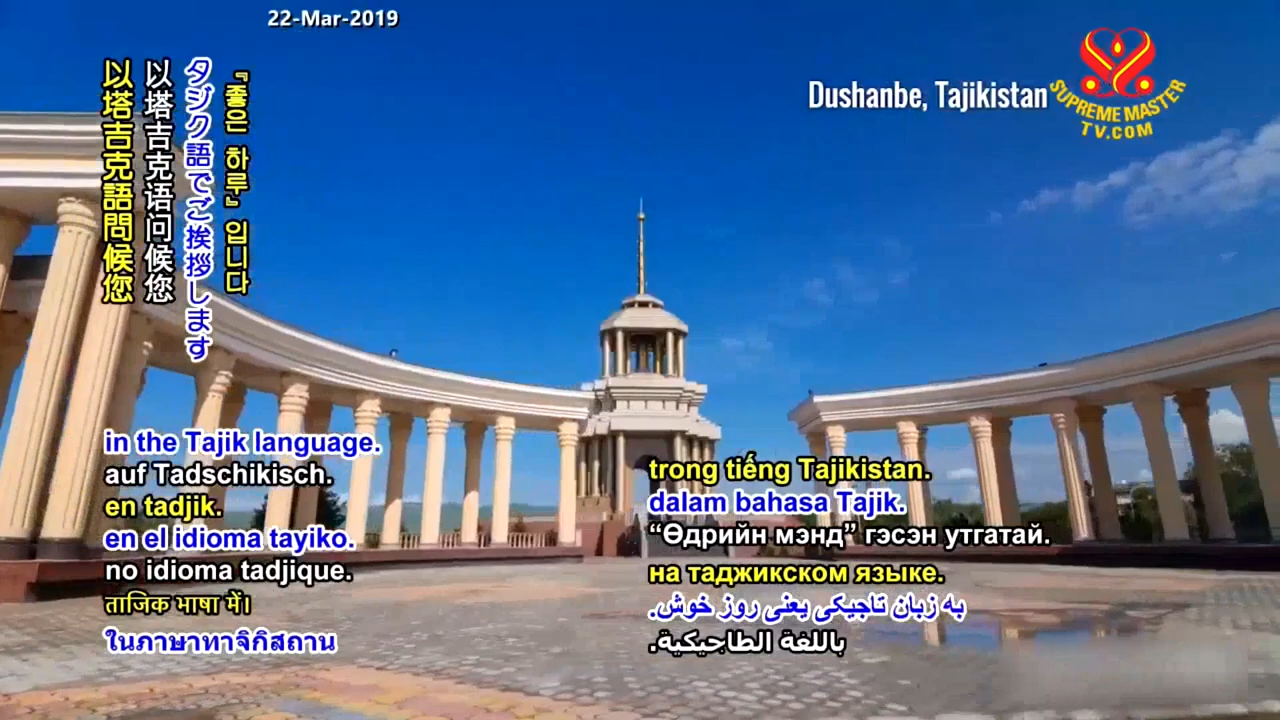 22-Mar-2019
Dushanbe, Tajikistan
SUPREME MASTER
TV.COM
以塔吉克語問候您
以塔吉克语问候您
タジク語でご挨拶します
『좋은 하루』입니다
in the Tajik language.
auf Tadschikisch.
en tadjik.
en el idioma tayiko.
no idioma tadjique.
ताजिक भाषा में।
ในภาษาทาจิกิสถาน
trong tiếng Tajikistan.
dalam bahasa Tajik.
“Өдрийн мэнд” гэсэн утгатай.
на таджикском языке.
به زبان تاجیکی یعنی روز خوش.
باللغة الطاجيكية.